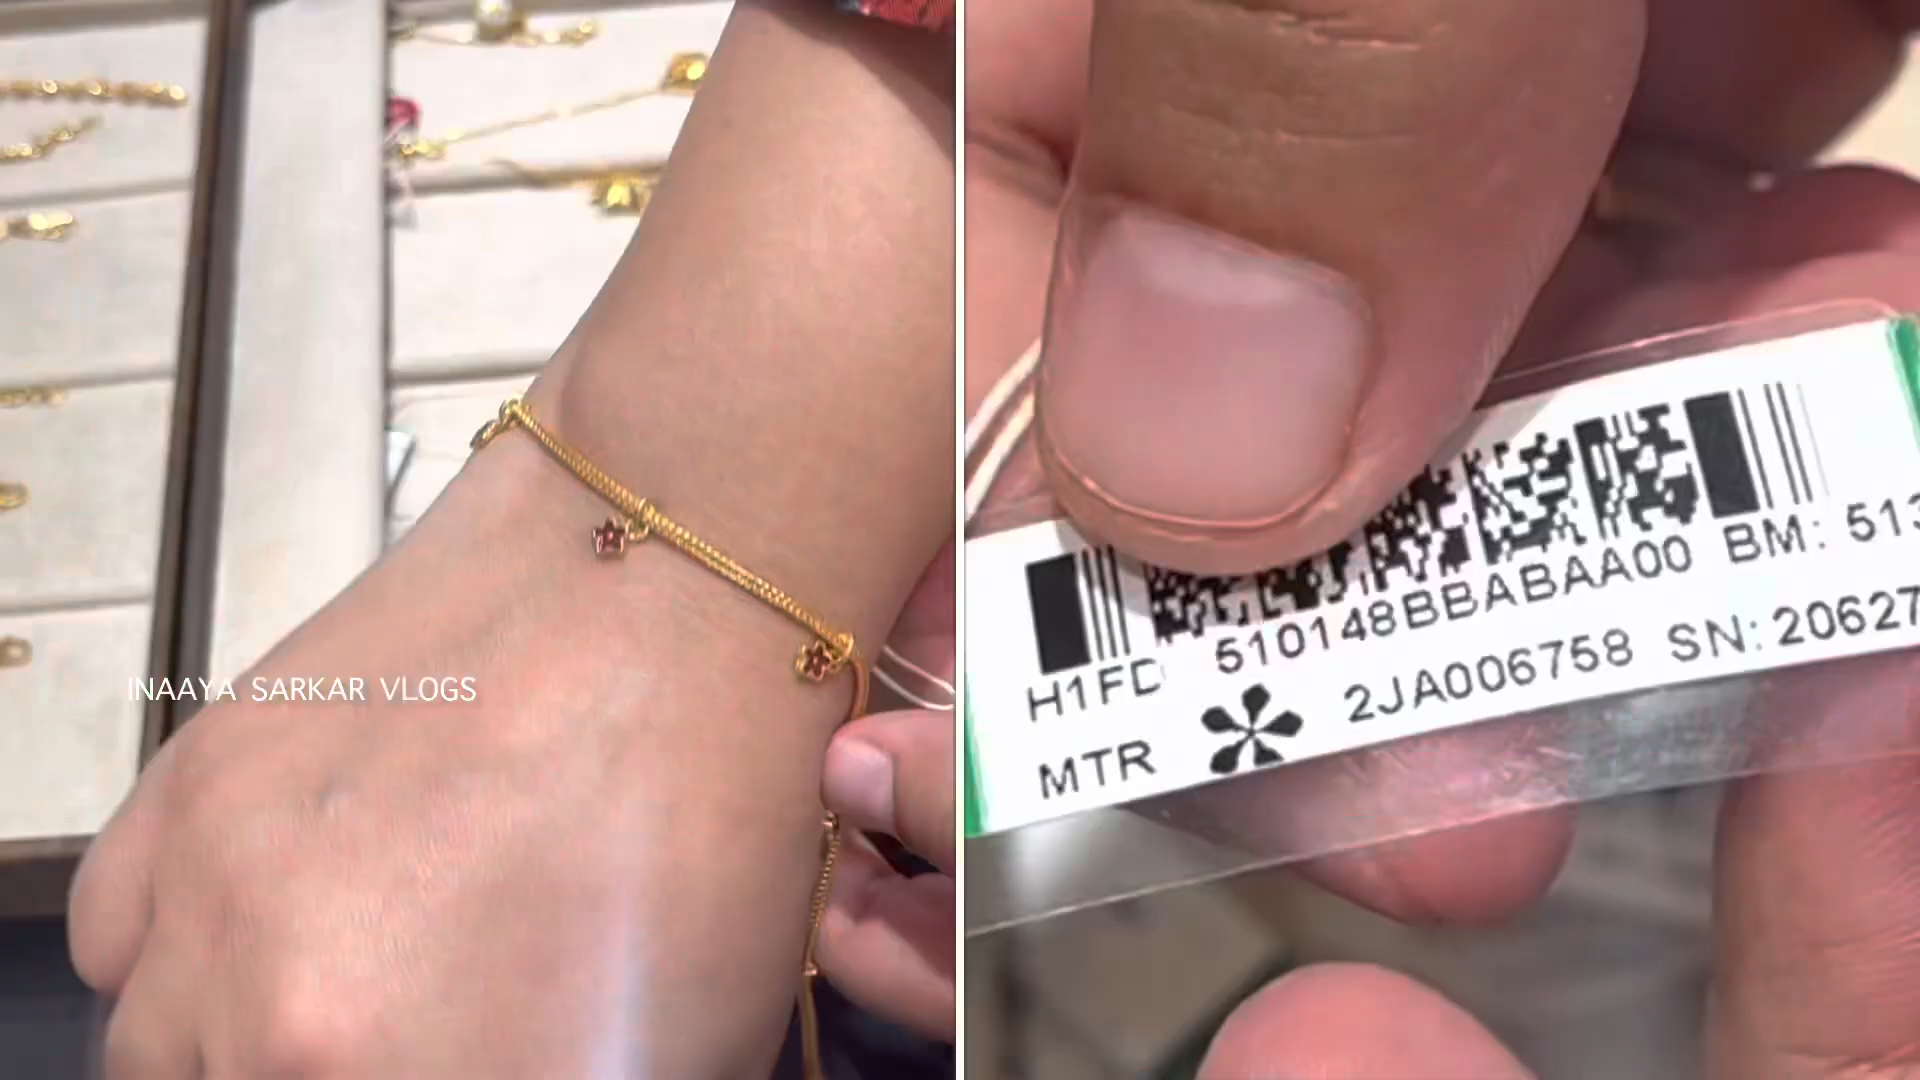 INAAYA SARKAR VLOGS
510148BBABAA00 BM: 513
H1FD 2JA006758 SN: 20627
MTR